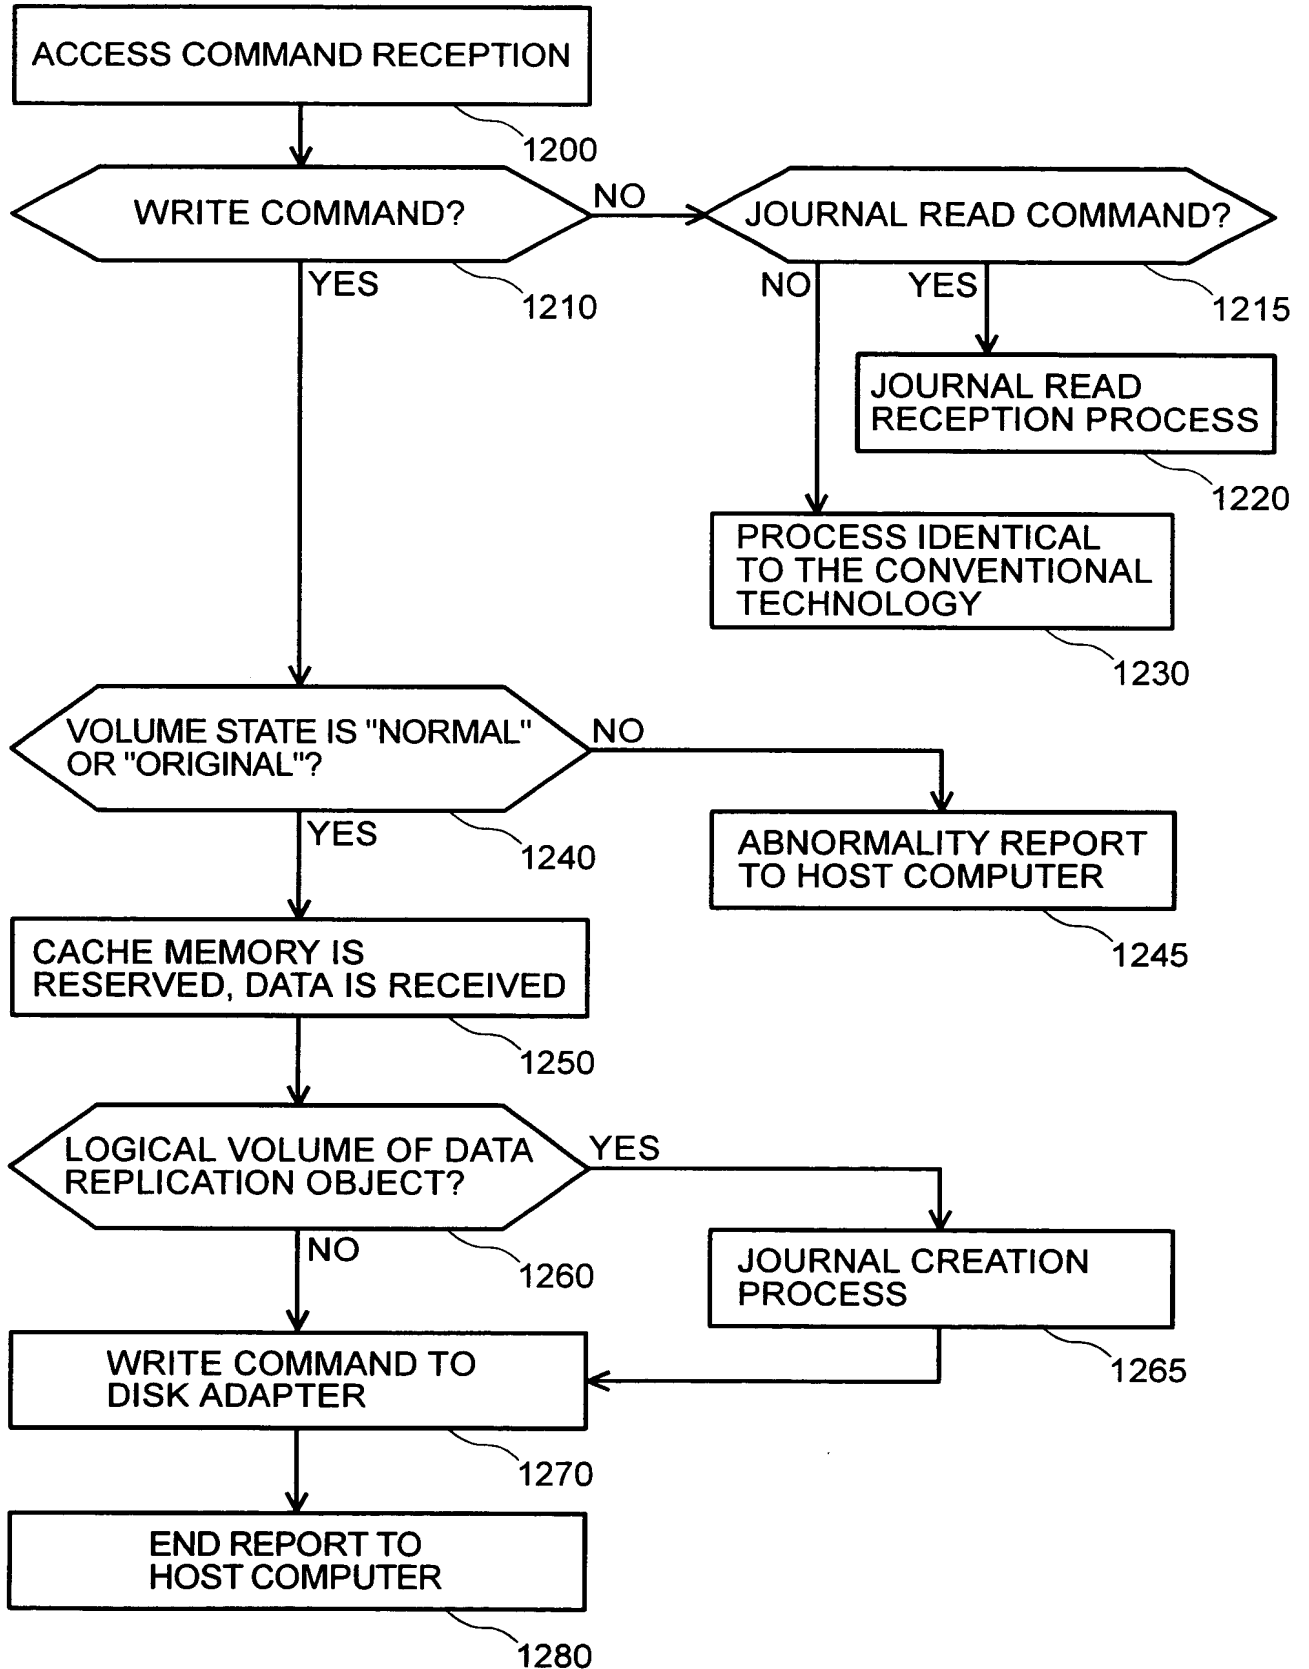 ACCESS COMMAND RECEPTION
1200
WRITE COMMAND?
NO
JOURNAL READ COMMAND?
YES
1210
NO
YES
1215
JOURNAL READ
RECEPTION PROCESS
1220
PROCESS IDENTICAL
TO THE CONVENTIONAL
TECHNOLOGY
1230
VOLUME STATE IS "NORMAL"
OR "ORIGINAL"?
NO
YES
1240
ABNORMALITY REPORT
TO HOST COMPUTER
1245
CACHE MEMORY IS
RESERVED, DATA IS RECEIVED
1250
LOGICAL VOLUME OF DATA
REPLICATION OBJECT?
YES
NO
1260
JOURNAL CREATION
PROCESS
1265
WRITE COMMAND TO
DISK ADAPTER
1270
END REPORT TO
HOST COMPUTER
1280